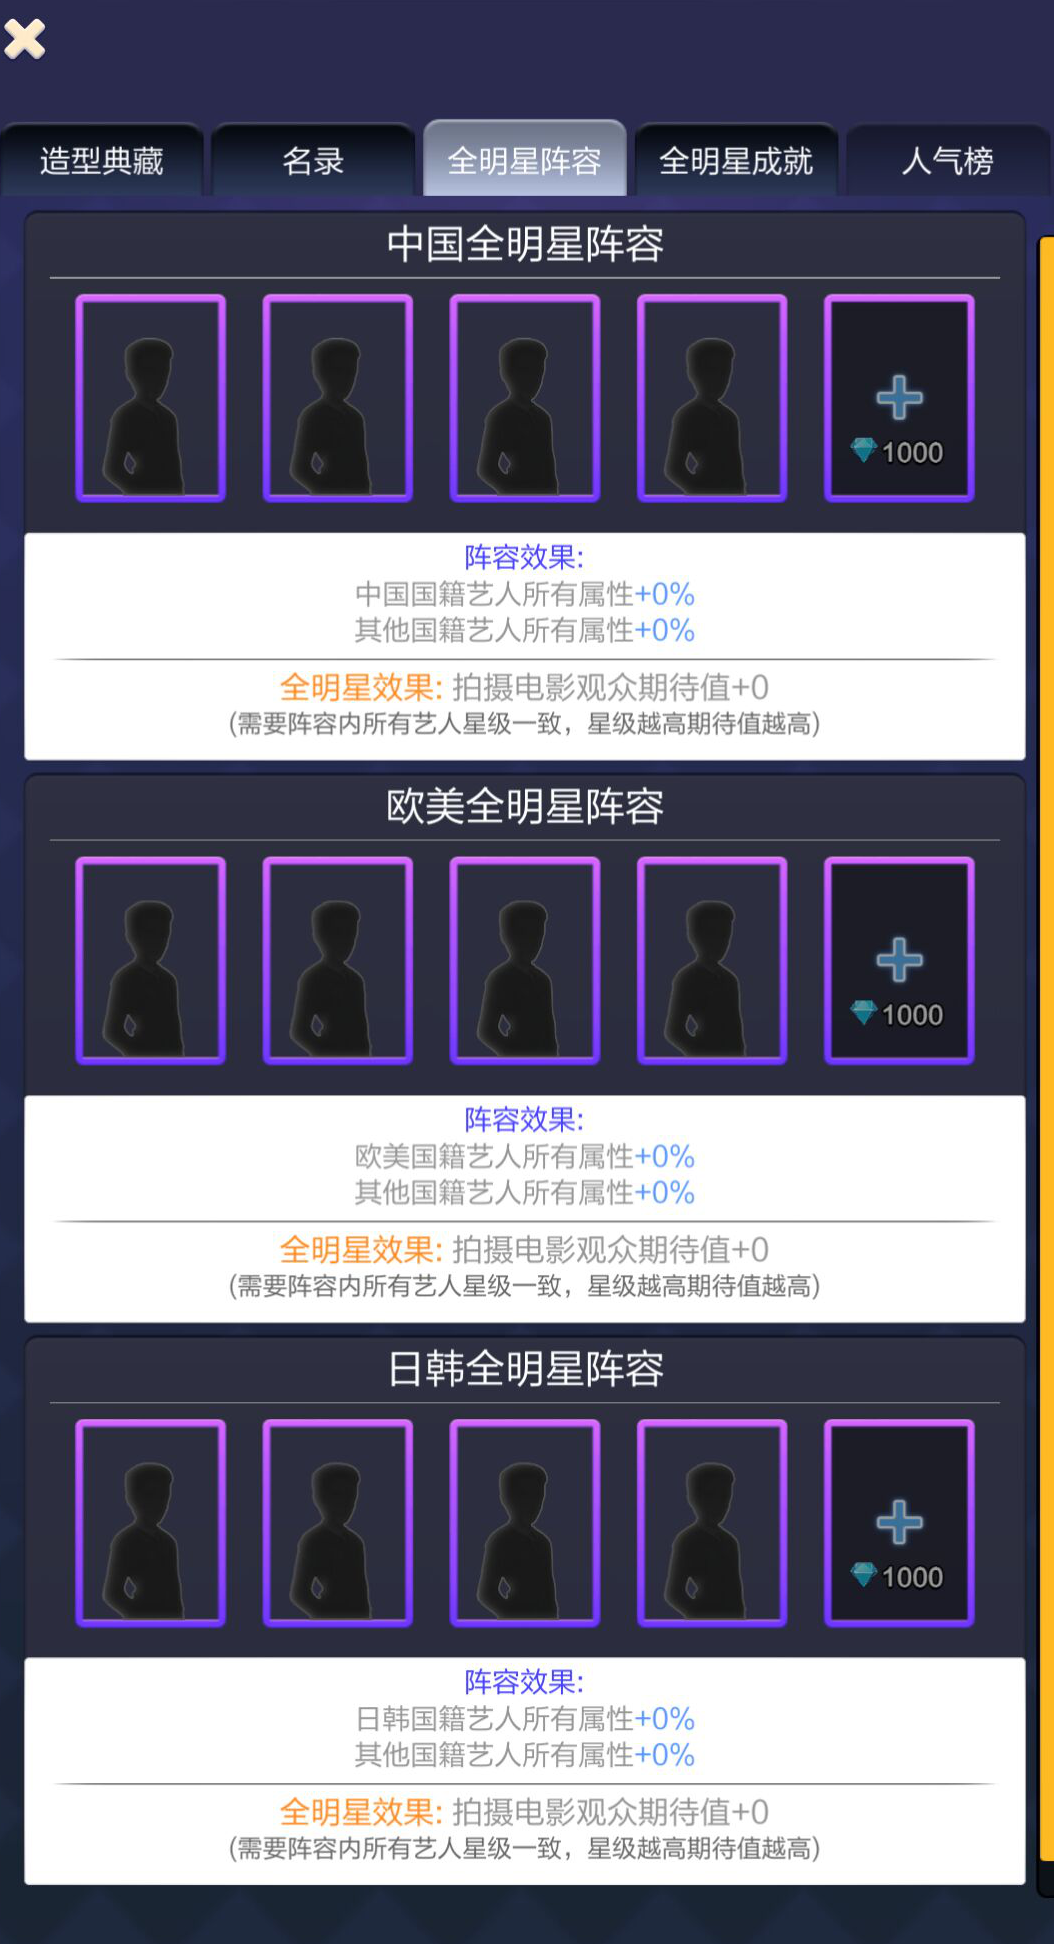 造型典藏 名录 全明星阵容 全明星成就 人气榜
中国全明星阵容
1000
阵容效果:
中国国籍艺人所有属性+0%
其他国籍艺人所有属性+0%
全明星效果: 拍摄电影观众期待值+0
(需要阵容内所有艺人星级一致，星级越高期待值越高)
欧美全明星阵容
1000
阵容效果:
欧美国籍艺人所有属性+0%
其他国籍艺人所有属性+0%
全明星效果: 拍摄电影观众期待值+0
(需要阵容内所有艺人星级一致，星级越高期待值越高)
日韩全明星阵容
1000
阵容效果:
日韩国籍艺人所有属性+0%
其他国籍艺人所有属性+0%
全明星效果: 拍摄电影观众期待值+0
(需要阵容内所有艺人星级一致，星级越高期待值越高)